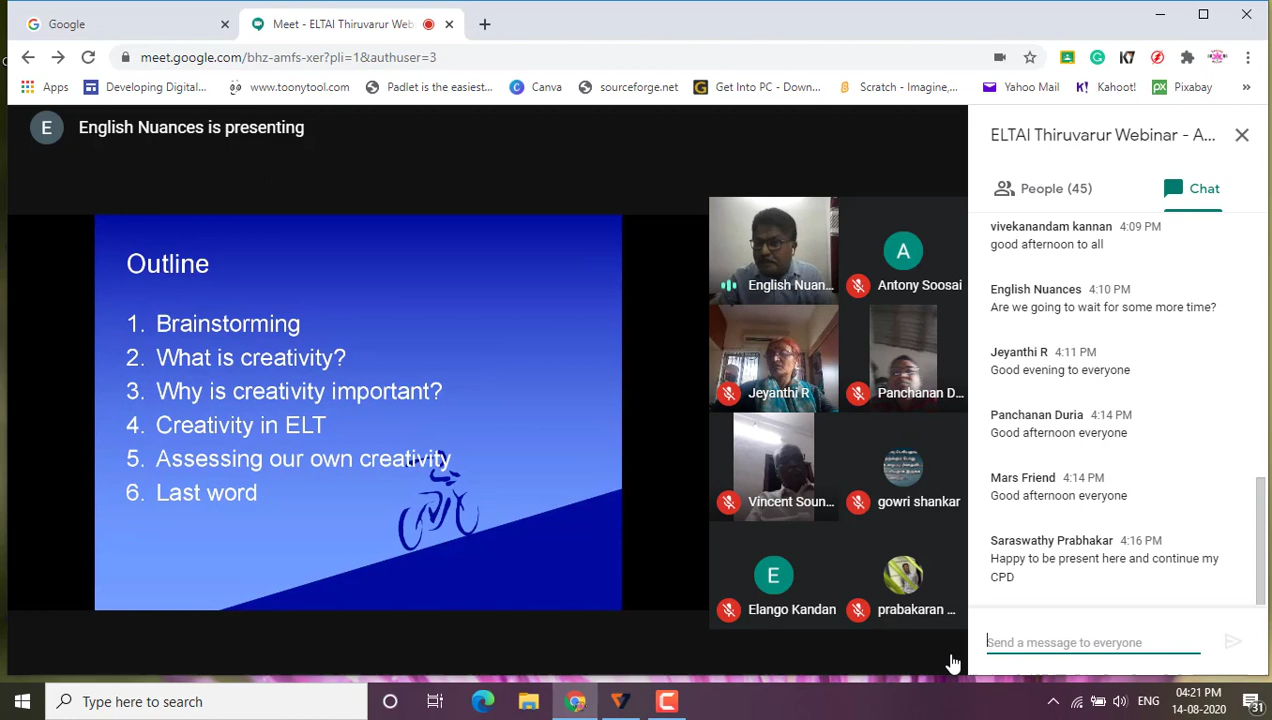 Google
Meet - ELTAI Thiruvarur Web
meet.google.com/bhz-amfs-xer?pli=1&authuser=3
Apps
Developing Digital...
www.toonytool.com
Padlet is the easiest...
Canva
sourceforge.net
Get Into PC - Down...
Scratch - Imagine,...
Yahoo Mail
Kahoot!
Pixabay
»
E
English Nuances is presenting
Outline
1. Brainstorming
2. What is creativity?
3. Why is creativity important?
4. Creativity in ELT
5. Assessing our own creativity
6. Last word
English Nuan...
A
Antony Soosai
Jeyanthi R
Panchanan D...
Vincent Soun...
gowri shankar
E
Elango Kandan
prabakaran ...
ELTAI Thiruvarur Webinar - A...
People (45)
Chat
vivekanandam kannan 4:09 PM
good afternoon to all
English Nuances 4:10 PM
Are we going to wait for some more time?
Jeyanthi R 4:11 PM
Good evening to everyone
Panchanan Duria 4:14 PM
Good afternoon everyone
Mars Friend 4:14 PM
Good afternoon everyone
Saraswathy Prabhakar 4:16 PM
Happy to be present here and continue my
CPD
Send a message to everyone
Type here to search
ENG
04:21 PM
14-08-2020
31